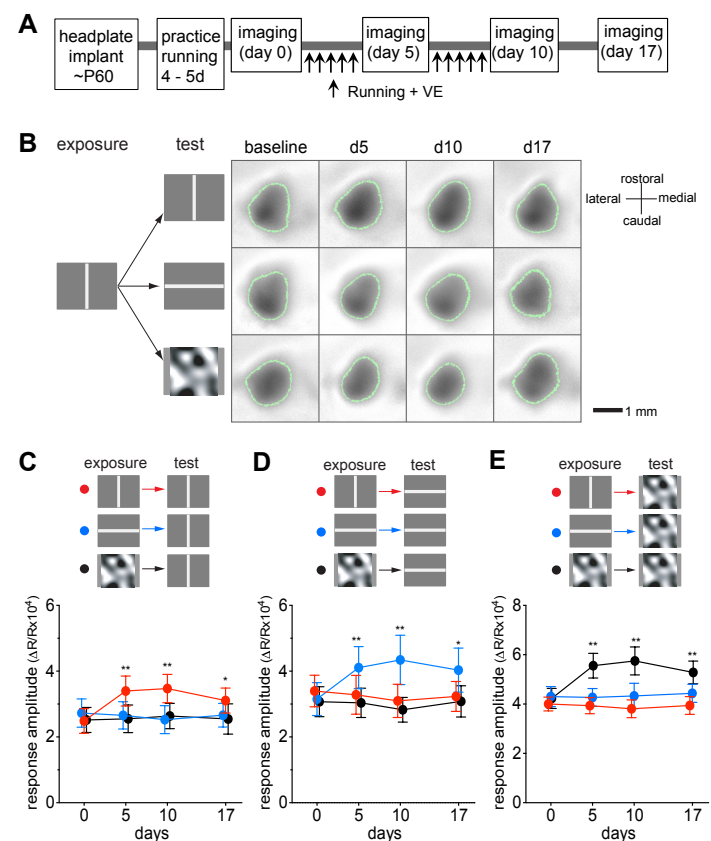 A
headplate
implant
~P60
practice
running
4 - 5d
imaging
(day 0)
imaging
(day 5)
imaging
(day 10)
imaging
(day 17)
Running + VE
B
exposure
test
baseline
d5
d10
d17
rostoral
lateral
medial
caudal
1 mm
C
exposure
test
D
exposure
test
E
exposure
test
response amplitude (ΔR/Rx10⁴)
6
4
2
0
**
**
*
0
5
10
17
days
response amplitude (ΔR/Rx10⁴)
6
4
2
0
**
**
*
0
5
10
17
days
response amplitude (ΔR/Rx10⁴)
8
6
4
0
**
**
**
0
5
10
17
days